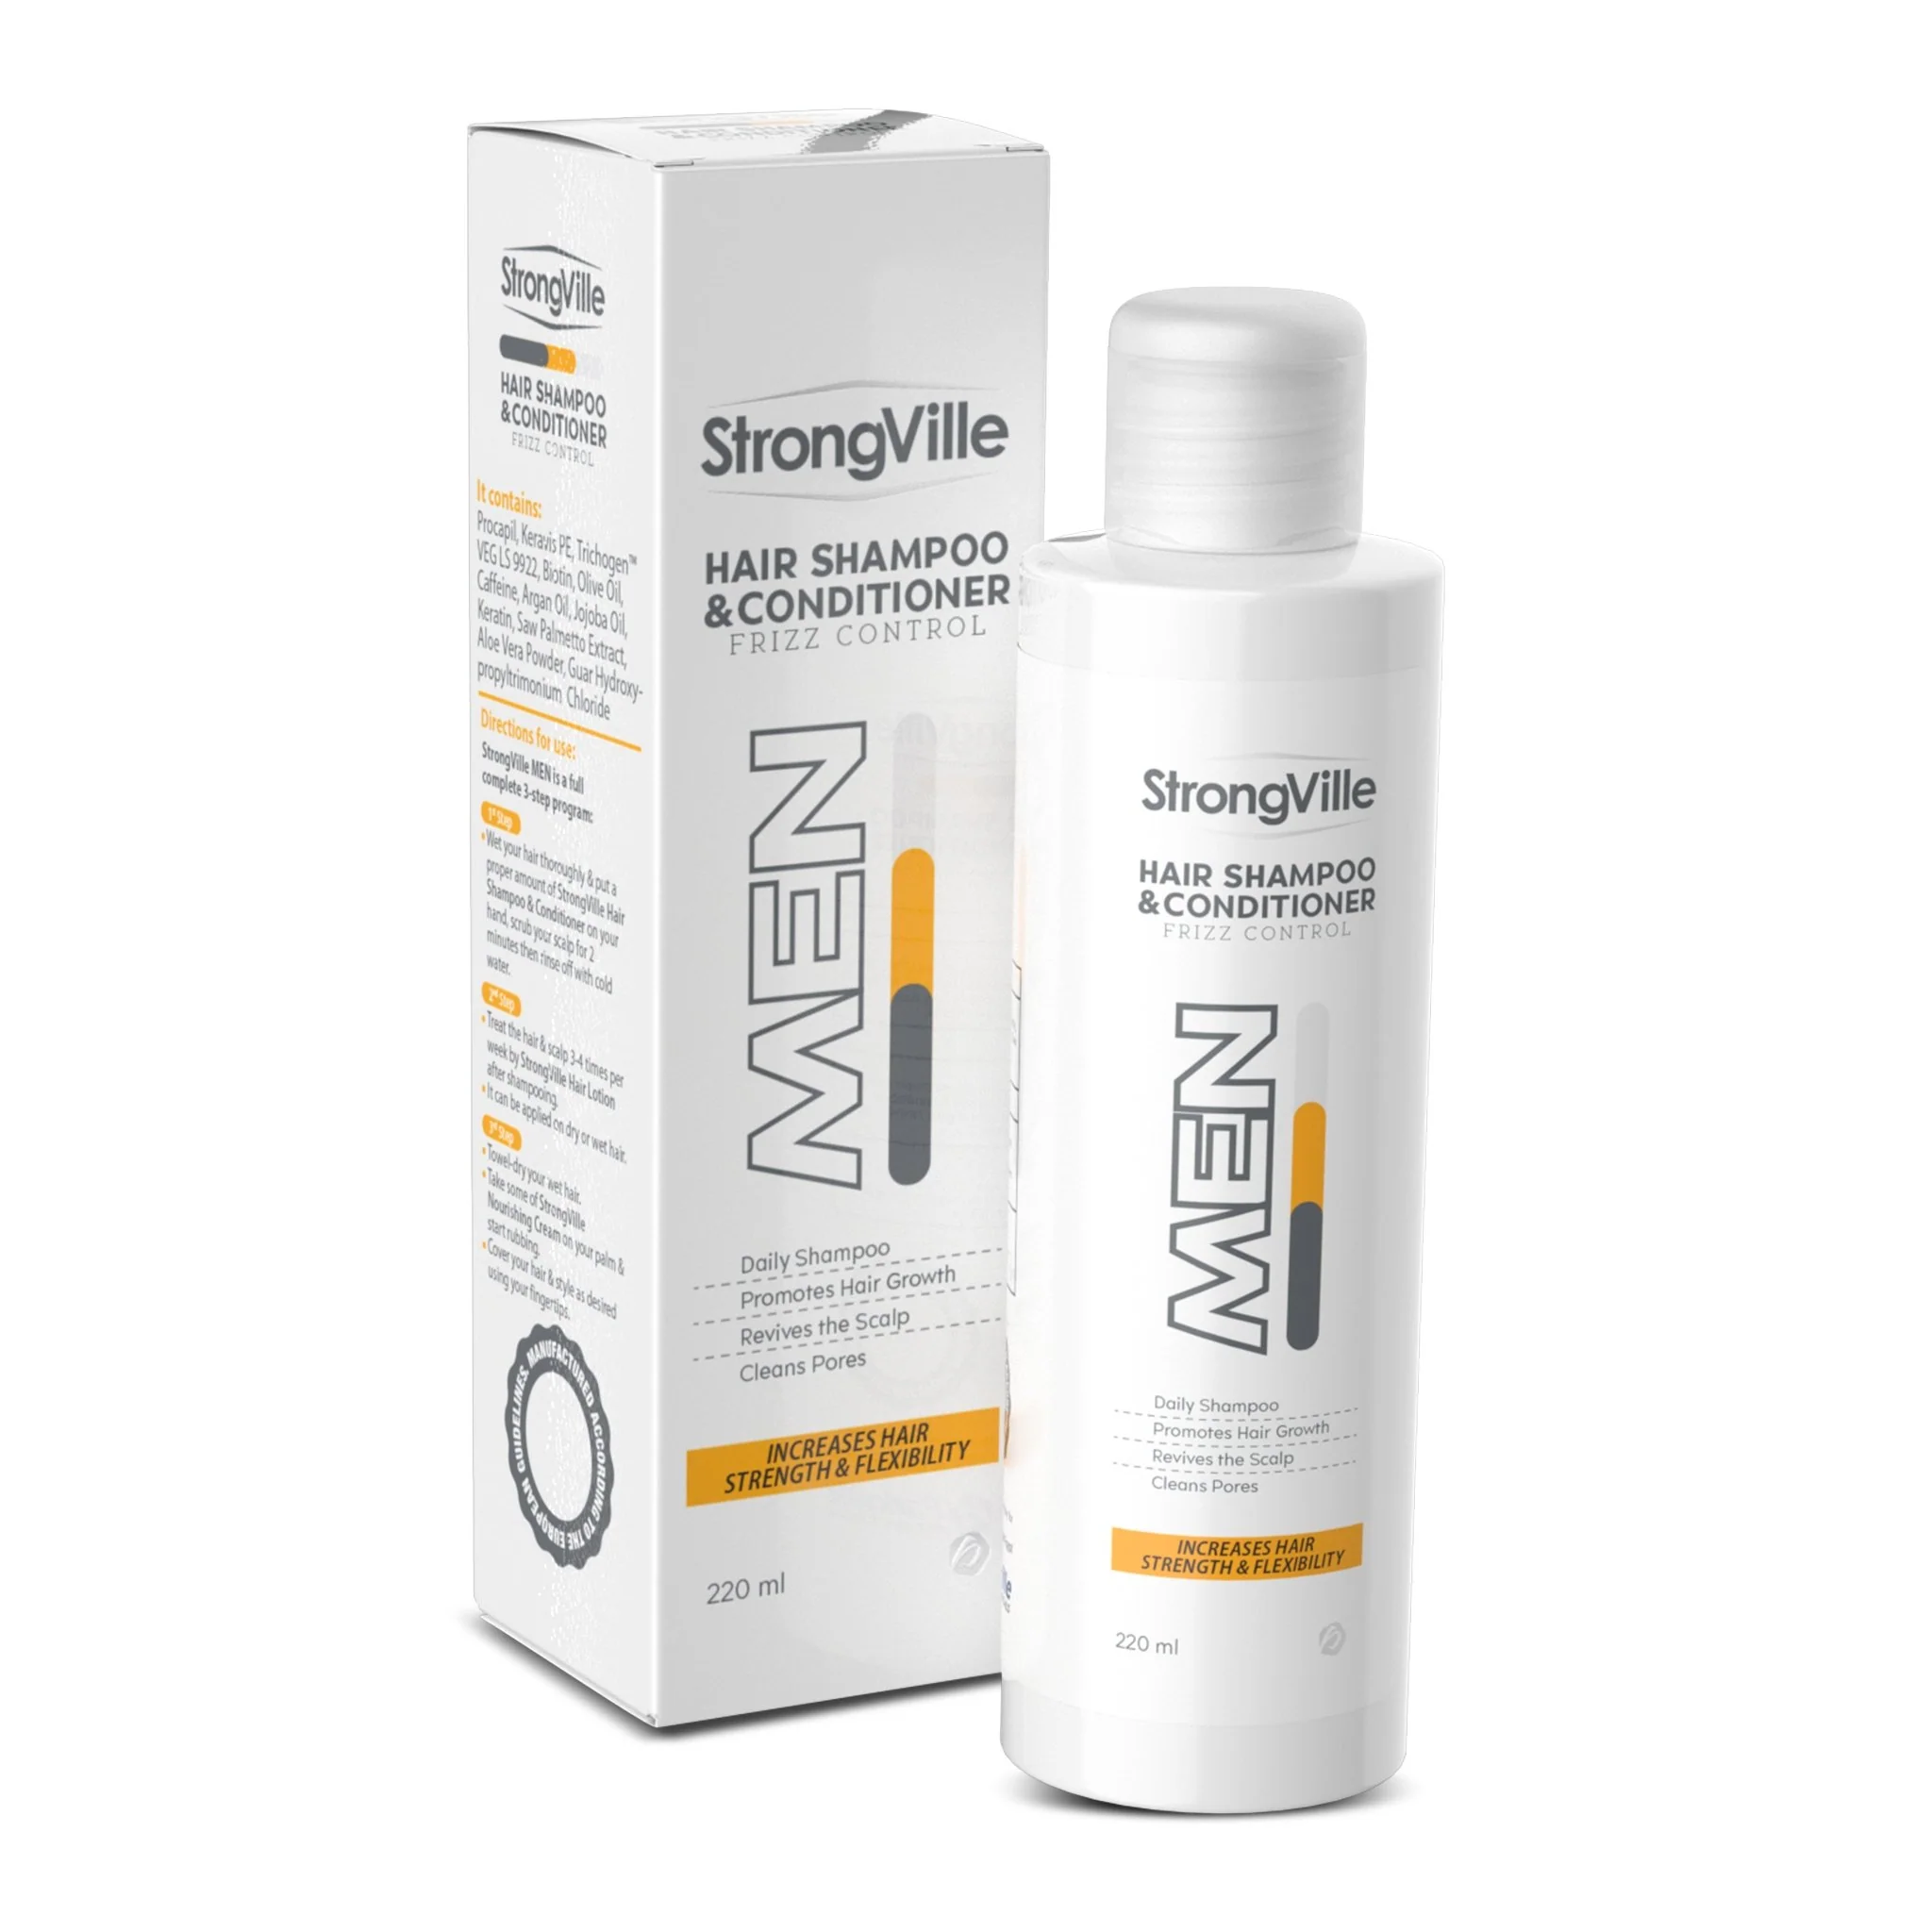 StrongVille
HAIR SHAMPOO
&CONDITIONER
FRIZZ CONTROL
It contains:
Procapil, Keravis PE, Trichogen™
VEG LS 9922, Biotin, Olive Oil,
Caffeine, Argan Oil, Jojoba Oil,
Keratin, Saw Palmetto Extract,
Aloe Vera Powder, Guar Hydroxy-
propyltrimonium Chloride
Directions for use:
StrongVille MEN is a full
complete 3-step program:
1st Step
• Wet your hair thoroughly & put a
proper amount of StrongVille Hair
Shampoo & Conditioner on your
hand, scrub your scalp for 2
minutes then rinse off with cold
water.
2nd Step
• Treat the hair & scalp 3-4 times per
week by StrongVille Hair Lotion
after shampooing.
• It can be applied on dry or wet hair.
3rd Step
• Towel-dry your wet hair.
• Take some of StrongVille
Nourishing Cream on your palm &
start rubbing.
• Cover your hair & style as desired
using your fingertips.
MANUFACTURED ACCORDING TO THE EUROPEAN GUIDELINES.
HAIR SHAMPOO
&CONDITIONER
StrongVille
HAIR SHAMPOO
&CONDITIONER
FRIZZ CONTROL
MEN
Daily Shampoo
Promotes Hair Growth
Revives the Scalp
Cleans Pores
INCREASES HAIR
STRENGTH & FLEXIBILITY
220 ml
StrongVille
HAIR SHAMPOO
&CONDITIONER
FRIZZ CONTROL
MEN
Daily Shampoo
Promotes Hair Growth
Revives the Scalp
Cleans Pores
INCREASES HAIR
STRENGTH & FLEXIBILITY
220 ml